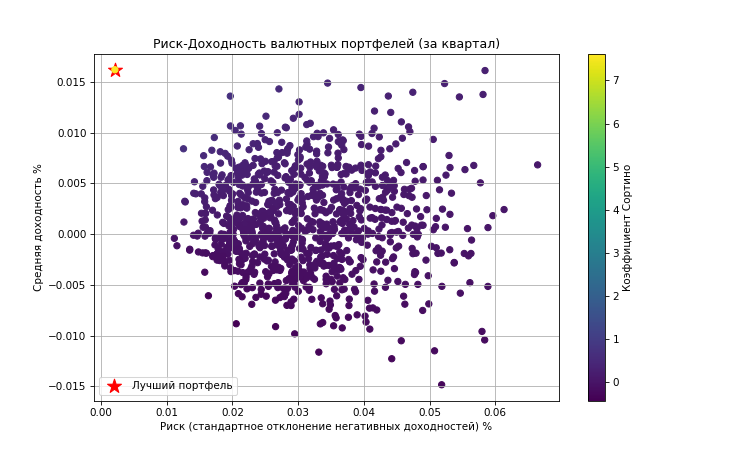 Риск-Доходность валютных портфелей (за квартал)
Средняя доходность %
0.015
0.010
0.005
0.000
−0.005
−0.010
−0.015
Лучший портфель
0.00 0.01 0.02 0.03 0.04 0.05 0.06
Риск (стандартное отклонение негативных доходностей) %
7
6
5
4
3
2
1
0
Коэффициент Сортино